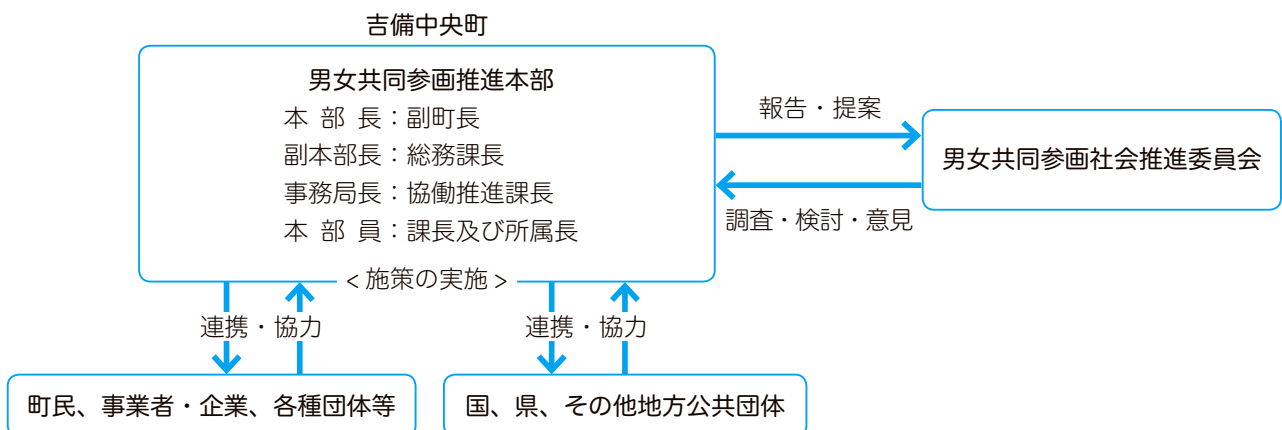 吉備中央町
男女共同参画推進本部
本 部 長：副町長
副本部長：総務課長
事務局長：協働推進課長
本 部 員：課長及び所属長
＜施策の実施＞
報告・提案
男女共同参画社会推進委員会
調査・検討・意見
連携・協力
連携・協力
町民、事業者・企業、各種団体等
国、県、その他地方公共団体